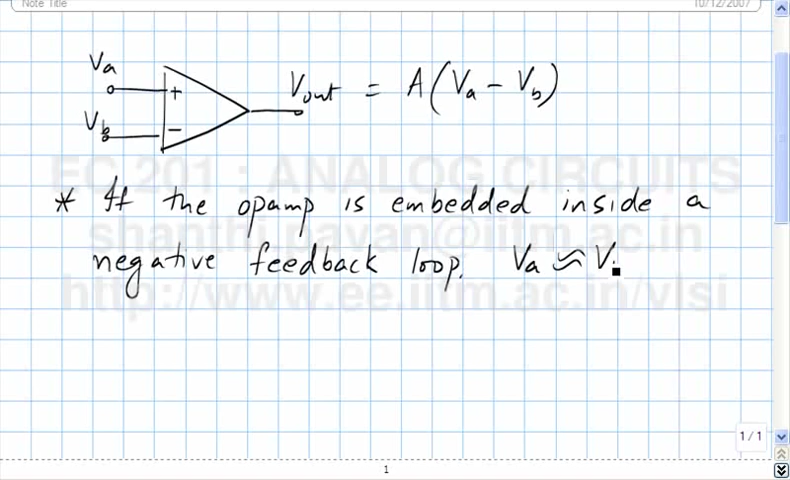 Note Title
10/12/2007
Va
+
Vout = A(Va - Vb)
Vb
-
EC 201 : ANALOG CIRCUITS
* If the opamp is embedded inside a
shanthi.pavan@iitm.ac.in
negative feedback loop. Va ≈ V
http://www.ee.iitm.ac.in/vlsi
1 / 1
1